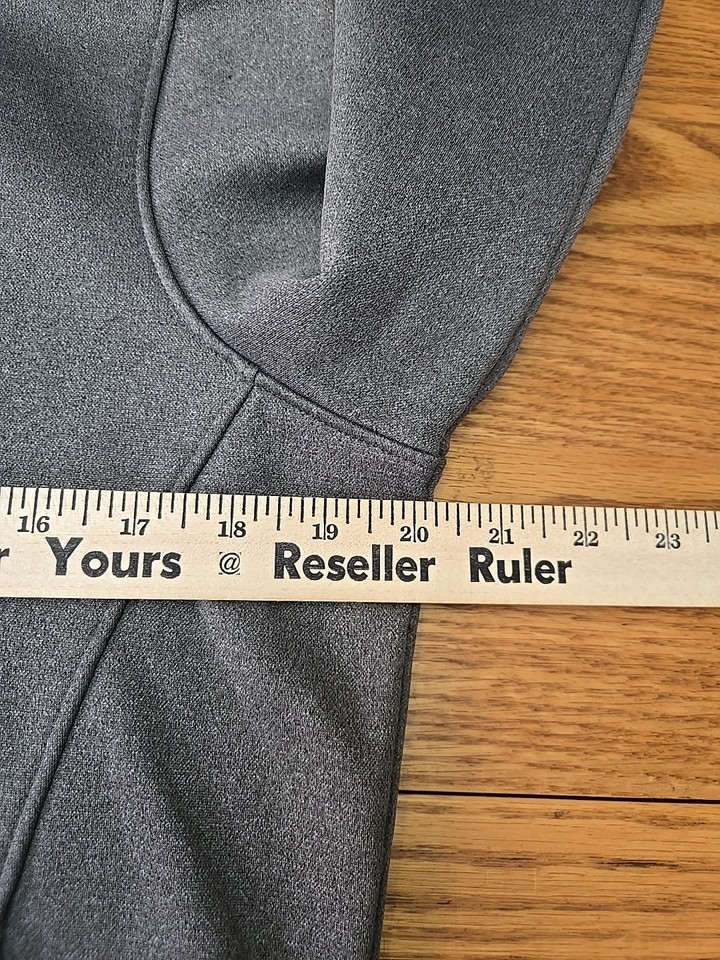 16 17 18 19 20 21 22 23
Yours @ Reseller Ruler